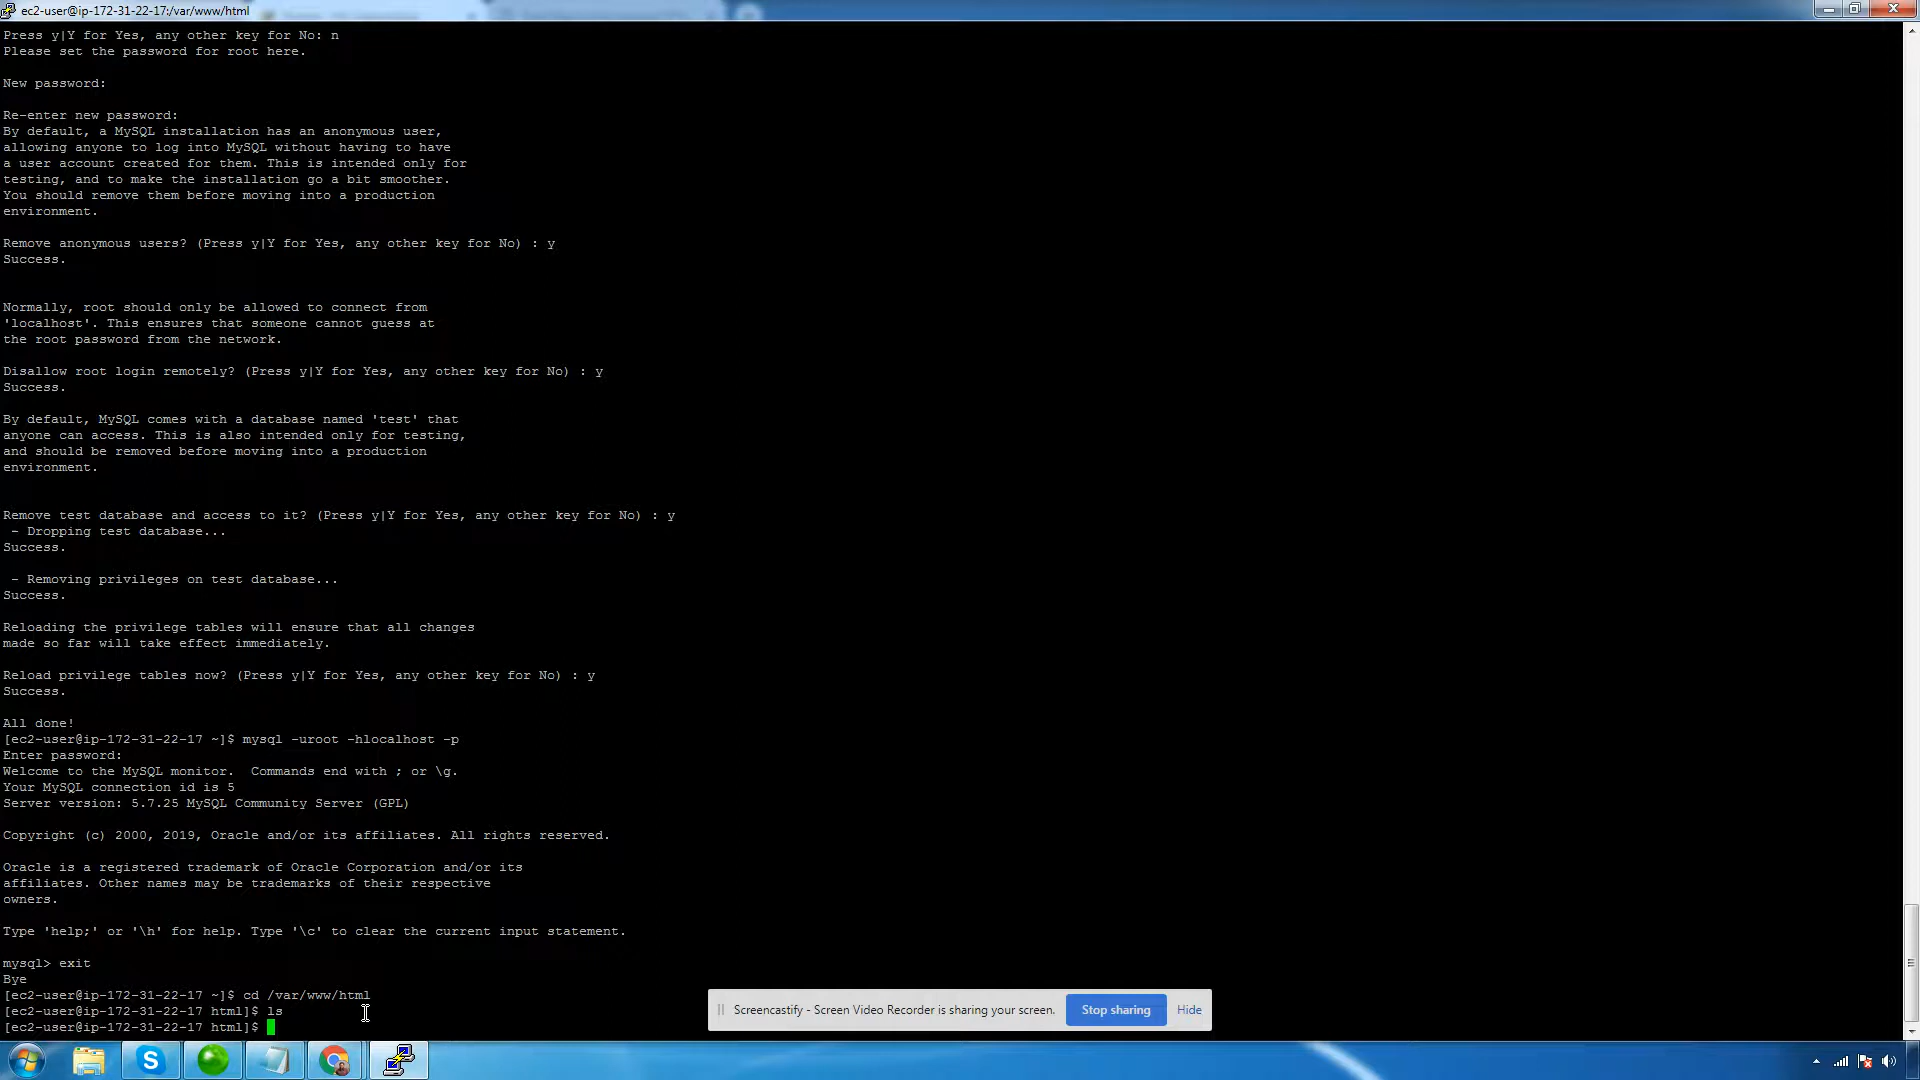 ec2-user@ip-172-31-22-17:/var/www/html
Press y|Y for Yes, any other key for No: n
Please set the password for root here.
New password:
Re-enter new password:
By default, a MySQL installation has an anonymous user,
allowing anyone to log into MySQL without having to have
a user account created for them. This is intended only for
testing, and to make the installation go a bit smoother.
You should remove them before moving into a production
environment.
Remove anonymous users? (Press y|Y for Yes, any other key for No) : y
Success.
Normally, root should only be allowed to connect from
'localhost'. This ensures that someone cannot guess at
the root password from the network.
Disallow root login remotely? (Press y|Y for Yes, any other key for No) : y
Success.
By default, MySQL comes with a database named 'test' that
anyone can access. This is also intended only for testing,
and should be removed before moving into a production
environment.
Remove test database and access to it? (Press y|Y for Yes, any other key for No) : y
 - Dropping test database...
Success.
 - Removing privileges on test database...
Success.
Reloading the privilege tables will ensure that all changes
made so far will take effect immediately.
Reload privilege tables now? (Press y|Y for Yes, any other key for No) : y
Success.
All done!
[ec2-user@ip-172-31-22-17 ~]$ mysql -uroot -hlocalhost -p
Enter password:
Welcome to the MySQL monitor.  Commands end with ; or \g.
Your MySQL connection id is 5
Server version: 5.7.25 MySQL Community Server (GPL)
Copyright (c) 2000, 2019, Oracle and/or its affiliates. All rights reserved.
Oracle is a registered trademark of Oracle Corporation and/or its
affiliates. Other names may be trademarks of their respective
owners.
Type 'help;' or '\h' for help. Type '\c' to clear the current input statement.
mysql> exit
Bye
[ec2-user@ip-172-31-22-17 ~]$ cd /var/www/html
[ec2-user@ip-172-31-22-17 html]$ ls
[ec2-user@ip-172-31-22-17 html]$
Screencastify - Screen Video Recorder is sharing your screen. Stop sharing Hide